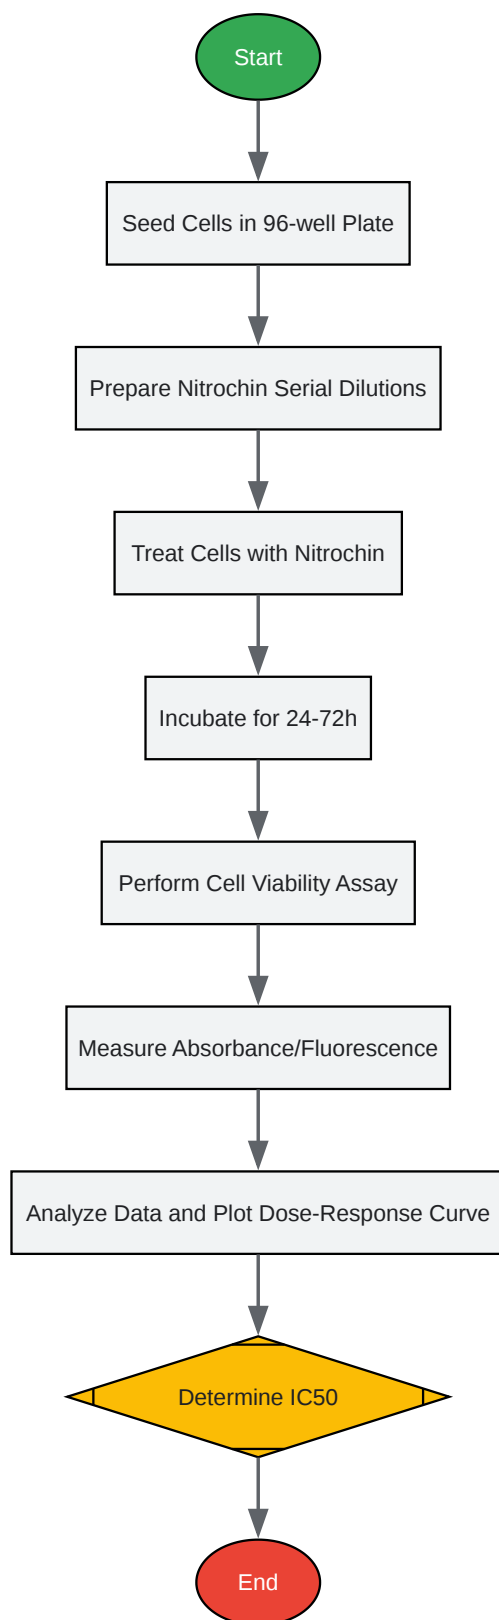 Start
Seed Cells in 96-well Plate
Prepare Nitrochin Serial Dilutions
Treat Cells with Nitrochin
Incubate for 24-72h
Perform Cell Viability Assay
Measure Absorbance/Fluorescence
Analyze Data and Plot Dose-Response Curve
Determine IC50
End